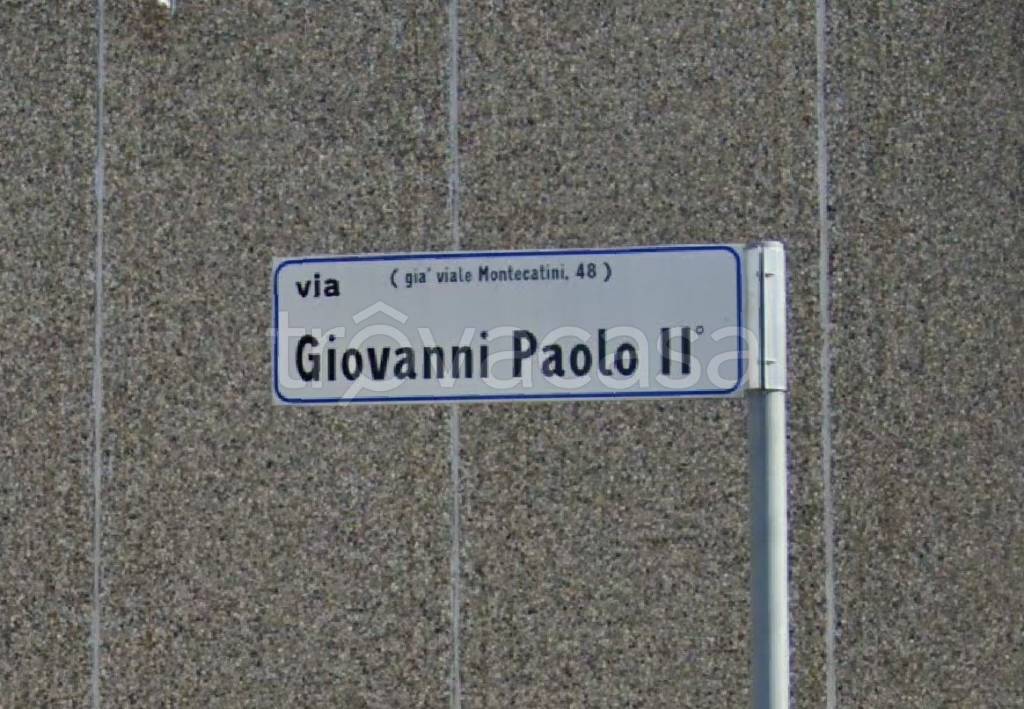 via ( gia' viale Montecatini, 48 )
Giovanni Paolo II°
trovacasa